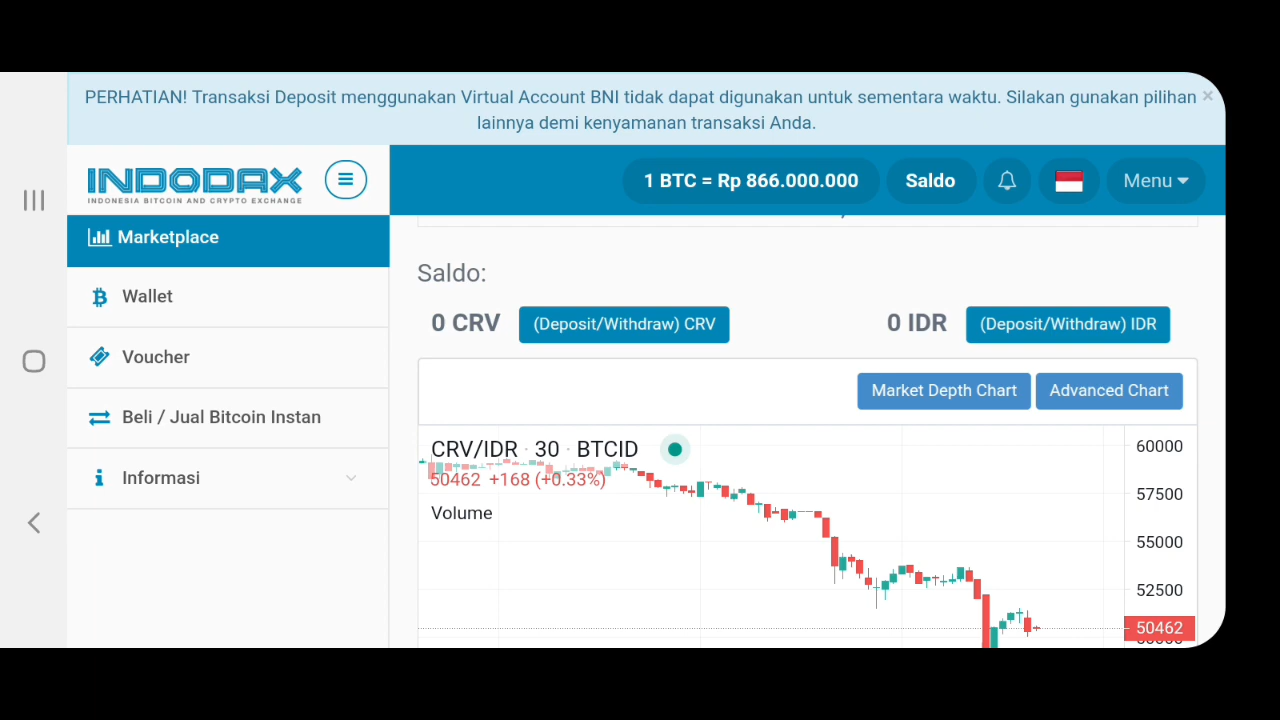 PERHATIAN! Transaksi Deposit menggunakan Virtual Account BNI tidak dapat digunakan untuk sementara waktu. Silakan gunakan pilihan ×
lainnya demi kenyamanan transaksi Anda.
INDODAX
INDONESIA BITCOIN AND CRYPTO EXCHANGE
1 BTC = Rp 866.000.000
Saldo
Menu
Marketplace
Wallet
Voucher
Beli / Jual Bitcoin Instan
Informasi
Saldo:
0 CRV
(Deposit/Withdraw) CRV
0 IDR
(Deposit/Withdraw) IDR
Market Depth Chart
Advanced Chart
CRV/IDR · 30 · BTCID
50462 +168 (+0.33%)
Volume
60000
57500
55000
52500
50462